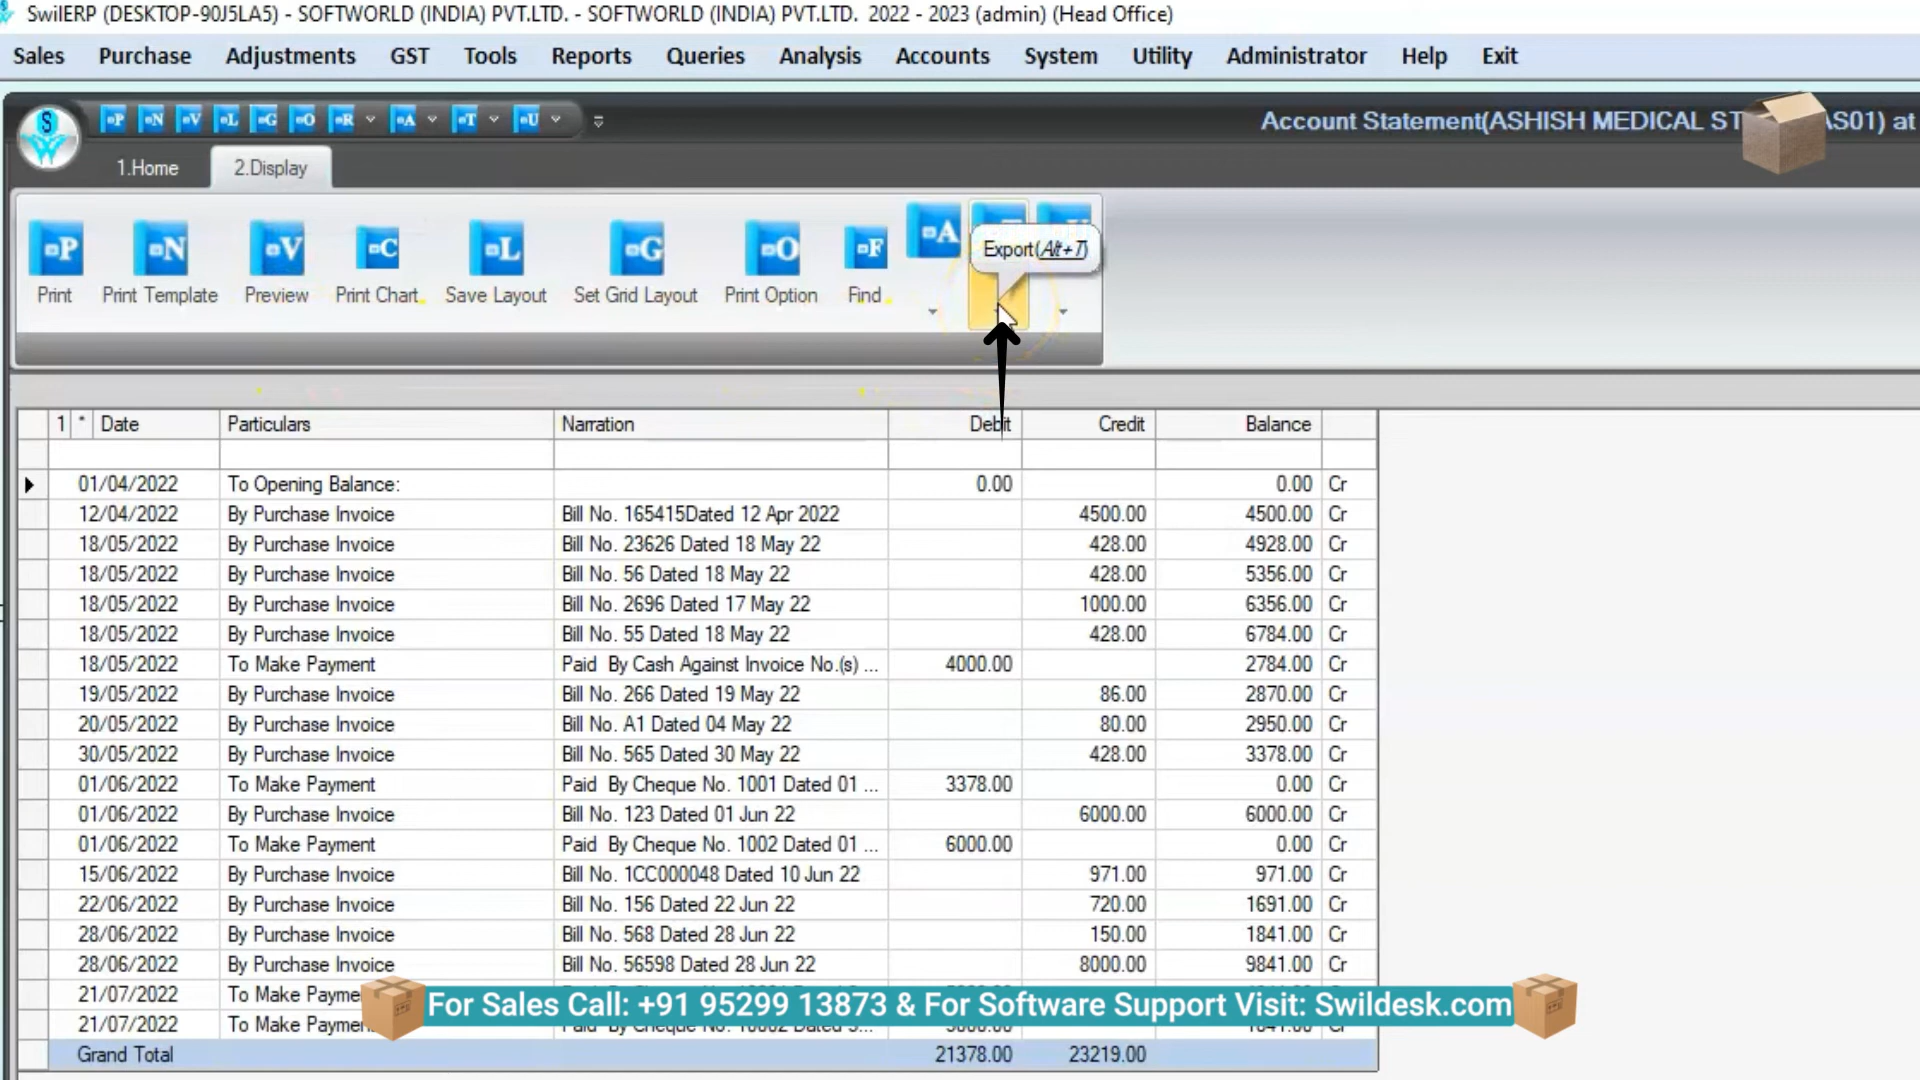 SwilERP (DESKTOP-90J5LA5) - SOFTWORLD (INDIA) PVT.LTD. - SOFTWORLD (INDIA) PVT.LTD. 2022 - 2023 (admin) (Head Office)
Sales Purchase Adjustments GST Tools Reports Queries Analysis Accounts System Utility Administrator Help Exit
P N V L G O R A T U
Account Statement(ASHISH MEDICAL AS01) at
1.Home 2.Display
P N V C L G O F A
Export(Alt+T)
Print Print Template Preview Print Chart Save Layout Set Grid Layout Print Option Find
1 * Date Particulars Narration Debit Credit Balance
01/04/2022 To Opening Balance: 0.00 0.00 Cr
12/04/2022 By Purchase Invoice Bill No. 165415Dated 12 Apr 2022 4500.00 4500.00 Cr
18/05/2022 By Purchase Invoice Bill No. 23626 Dated 18 May 22 428.00 4928.00 Cr
18/05/2022 By Purchase Invoice Bill No. 56 Dated 18 May 22 428.00 5356.00 Cr
18/05/2022 By Purchase Invoice Bill No. 2696 Dated 17 May 22 1000.00 6356.00 Cr
18/05/2022 By Purchase Invoice Bill No. 55 Dated 18 May 22 428.00 6784.00 Cr
18/05/2022 To Make Payment Paid By Cash Against Invoice No.(s) ... 4000.00 2784.00 Cr
19/05/2022 By Purchase Invoice Bill No. 266 Dated 19 May 22 86.00 2870.00 Cr
20/05/2022 By Purchase Invoice Bill No. A1 Dated 04 May 22 80.00 2950.00 Cr
30/05/2022 By Purchase Invoice Bill No. 565 Dated 30 May 22 428.00 3378.00 Cr
01/06/2022 To Make Payment Paid By Cheque No. 1001 Dated 01 ... 3378.00 0.00 Cr
01/06/2022 By Purchase Invoice Bill No. 123 Dated 01 Jun 22 6000.00 6000.00 Cr
01/06/2022 To Make Payment Paid By Cheque No. 1002 Dated 01 ... 6000.00 0.00 Cr
15/06/2022 By Purchase Invoice Bill No. 1CC000048 Dated 10 Jun 22 971.00 971.00 Cr
22/06/2022 By Purchase Invoice Bill No. 156 Dated 22 Jun 22 720.00 1691.00 Cr
28/06/2022 By Purchase Invoice Bill No. 568 Dated 28 Jun 22 150.00 1841.00 Cr
28/06/2022 By Purchase Invoice Bill No. 56598 Dated 28 Jun 22 8000.00 9841.00 Cr
21/07/2022 To Make
For Sales Call: +91 95299 13873 & For Software Support Visit: Swildesk.com
21/07/2022 To Make
Grand Total 21378.00 23219.00